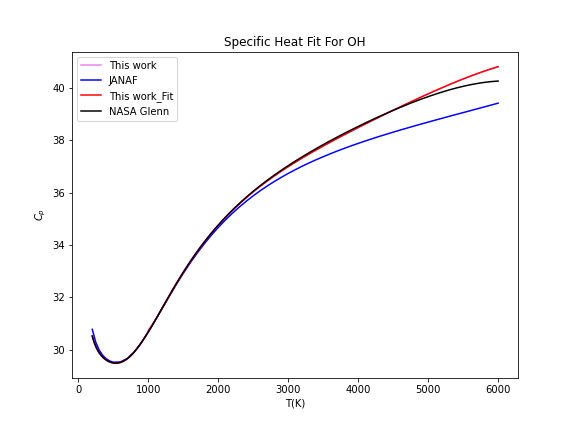 Specific Heat Fit For OH
This work
JANAF
This work_Fit
NASA Glenn
40
38
36
34
32
30
C_p
0 1000 2000 3000 4000 5000 6000
T(K)